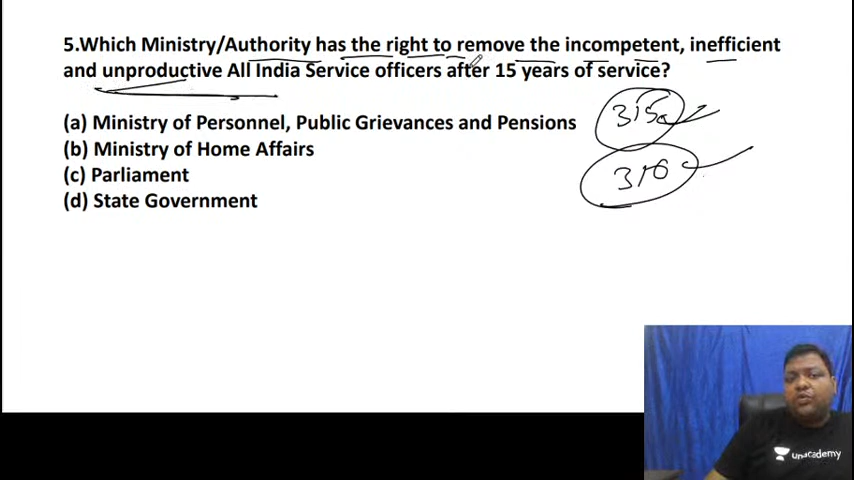 5.Which Ministry/Authority has the right to remove the incompetent, inefficient
and unproductive All India Service officers after 15 years of service?
(a) Ministry of Personnel, Public Grievances and Pensions
315
(b) Ministry of Home Affairs
(c) Parliament
316
(d) State Government
unacademy